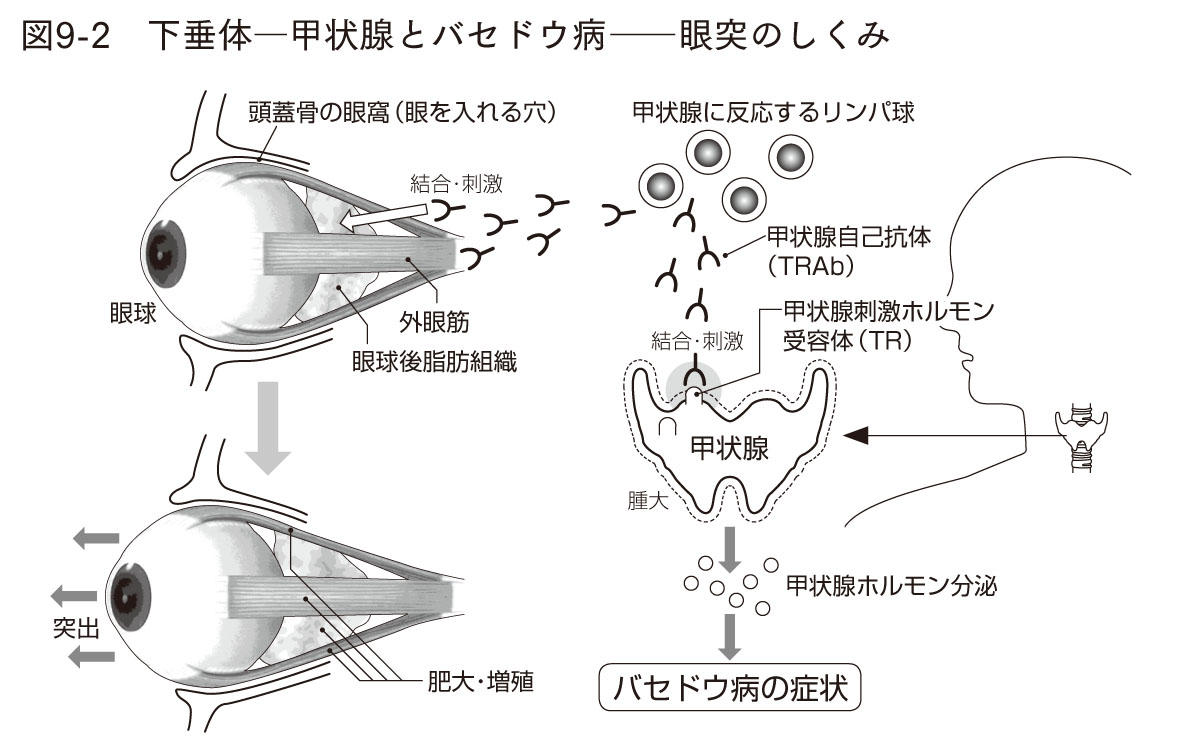 図9-2　下垂体―甲状腺とバセドウ病――眼突のしくみ
頭蓋骨の眼窩（眼を入れる穴）
甲状腺に反応するリンパ球
結合・刺激
甲状腺自己抗体
（TRAb）
眼球
外眼筋
眼球後脂肪組織
甲状腺刺激ホルモン
受容体（TR）
結合・刺激
甲状腺
腫大
突出
肥大・増殖
甲状腺ホルモン分泌
バセドウ病の症状